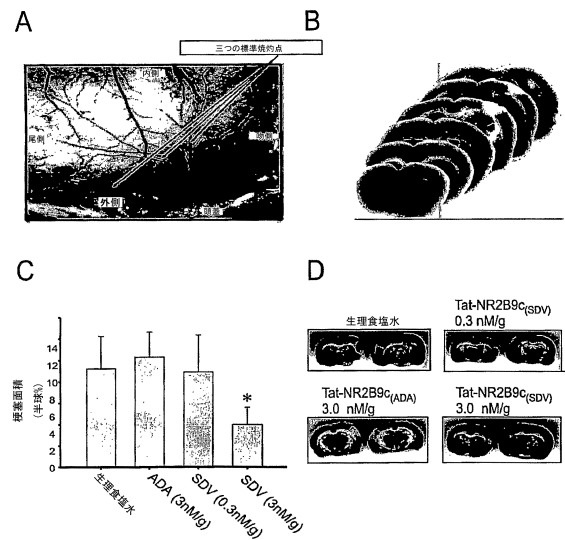 A
三つの標準焼灼点
内側
尾側
吻側
外側
頭蓋
B
C
梗塞面積
(半球%)
14
12
10
8
6
4
2
0
*
生理食塩水
ADA (3nM/g)
SDV (0.3nM/g)
SDV (3nM/g)
D
生理食塩水
Tat-NR2B9c(SDV)
0.3 nM/g
Tat-NR2B9c(ADA)
3.0 nM/g
Tat-NR2B9c(SDV)
3.0 nM/g